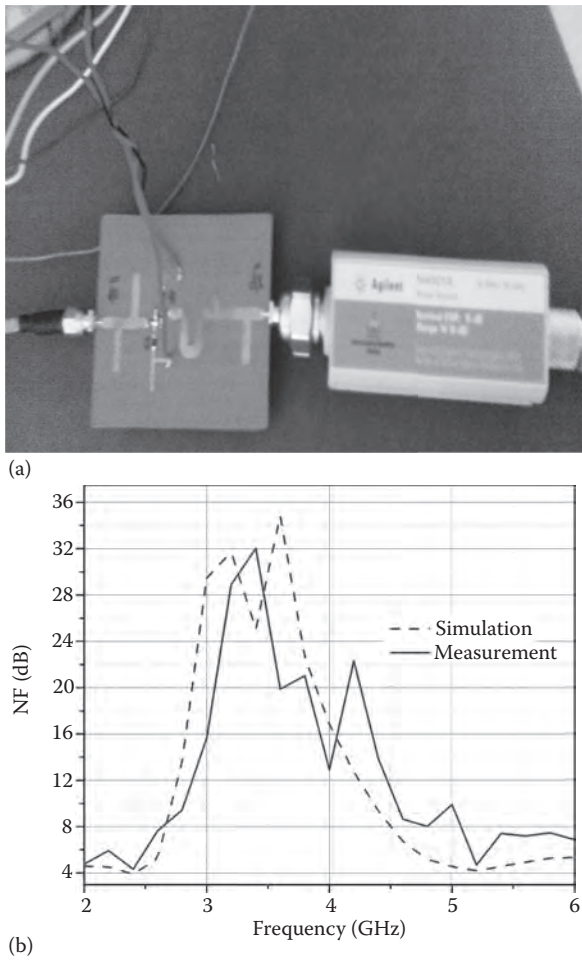 Agilent
(a)
36
32
28
24
20
16
12
8
4
NF (dB)
Simulation
Measurement
2
3
4
5
6
Frequency (GHz)
(b)